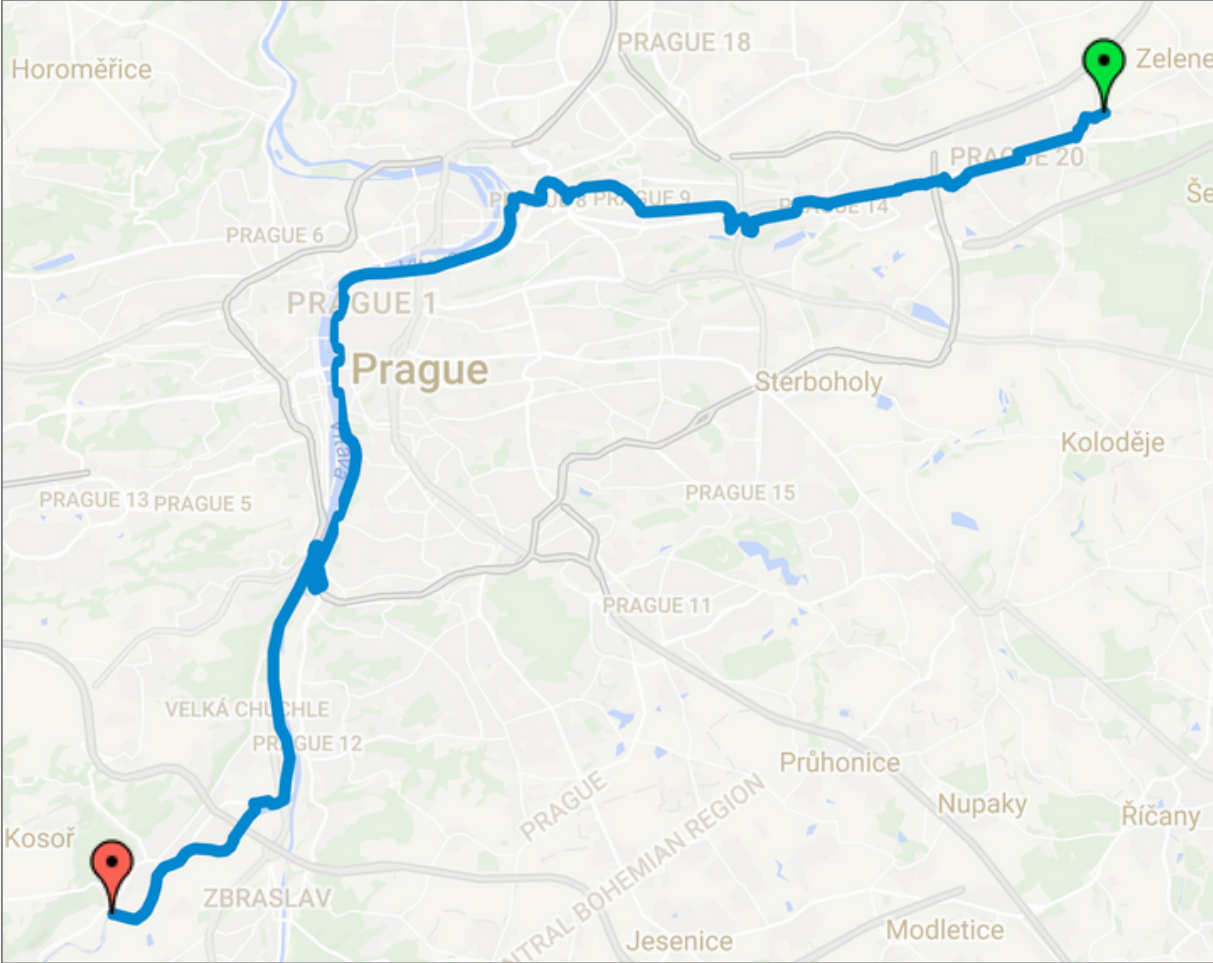 PRAGUE 18
Horoměřice
Zelene
PRAGUE 20
Še
PRAGUE 9
PRAGUE 14
PRAGUE 6
PRAGUE 1
Prague
Sterboholy
Vltava
Koloděje
PRAGUE 13
PRAGUE 5
PRAGUE 15
PRAGUE 11
VELKÁ CHUCHLE
PRAGUE 12
Průhonice
PRAGUE
CENTRAL BOHEMIAN REGION
Nupaky
Říčany
Kosoř
ZBRASLAV
Modletice
Jesenice